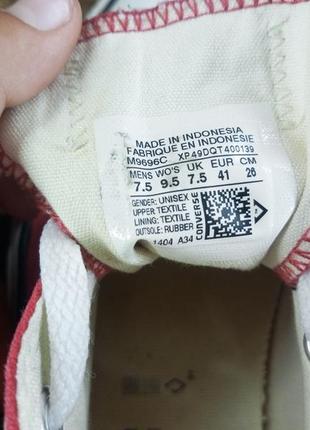 MADE IN INDONESIA
FABRIQUE EN INDONESIE
M9696C XP49DQT400139
MENS WO'S UK EUR CM
7.5 9.5 7.5 41 26
GENDER: UNISEX
UPPER TEXTILE
LINING: TEXTILE
OUTSOLE: RUBBER
1404 A34
CONVERSE